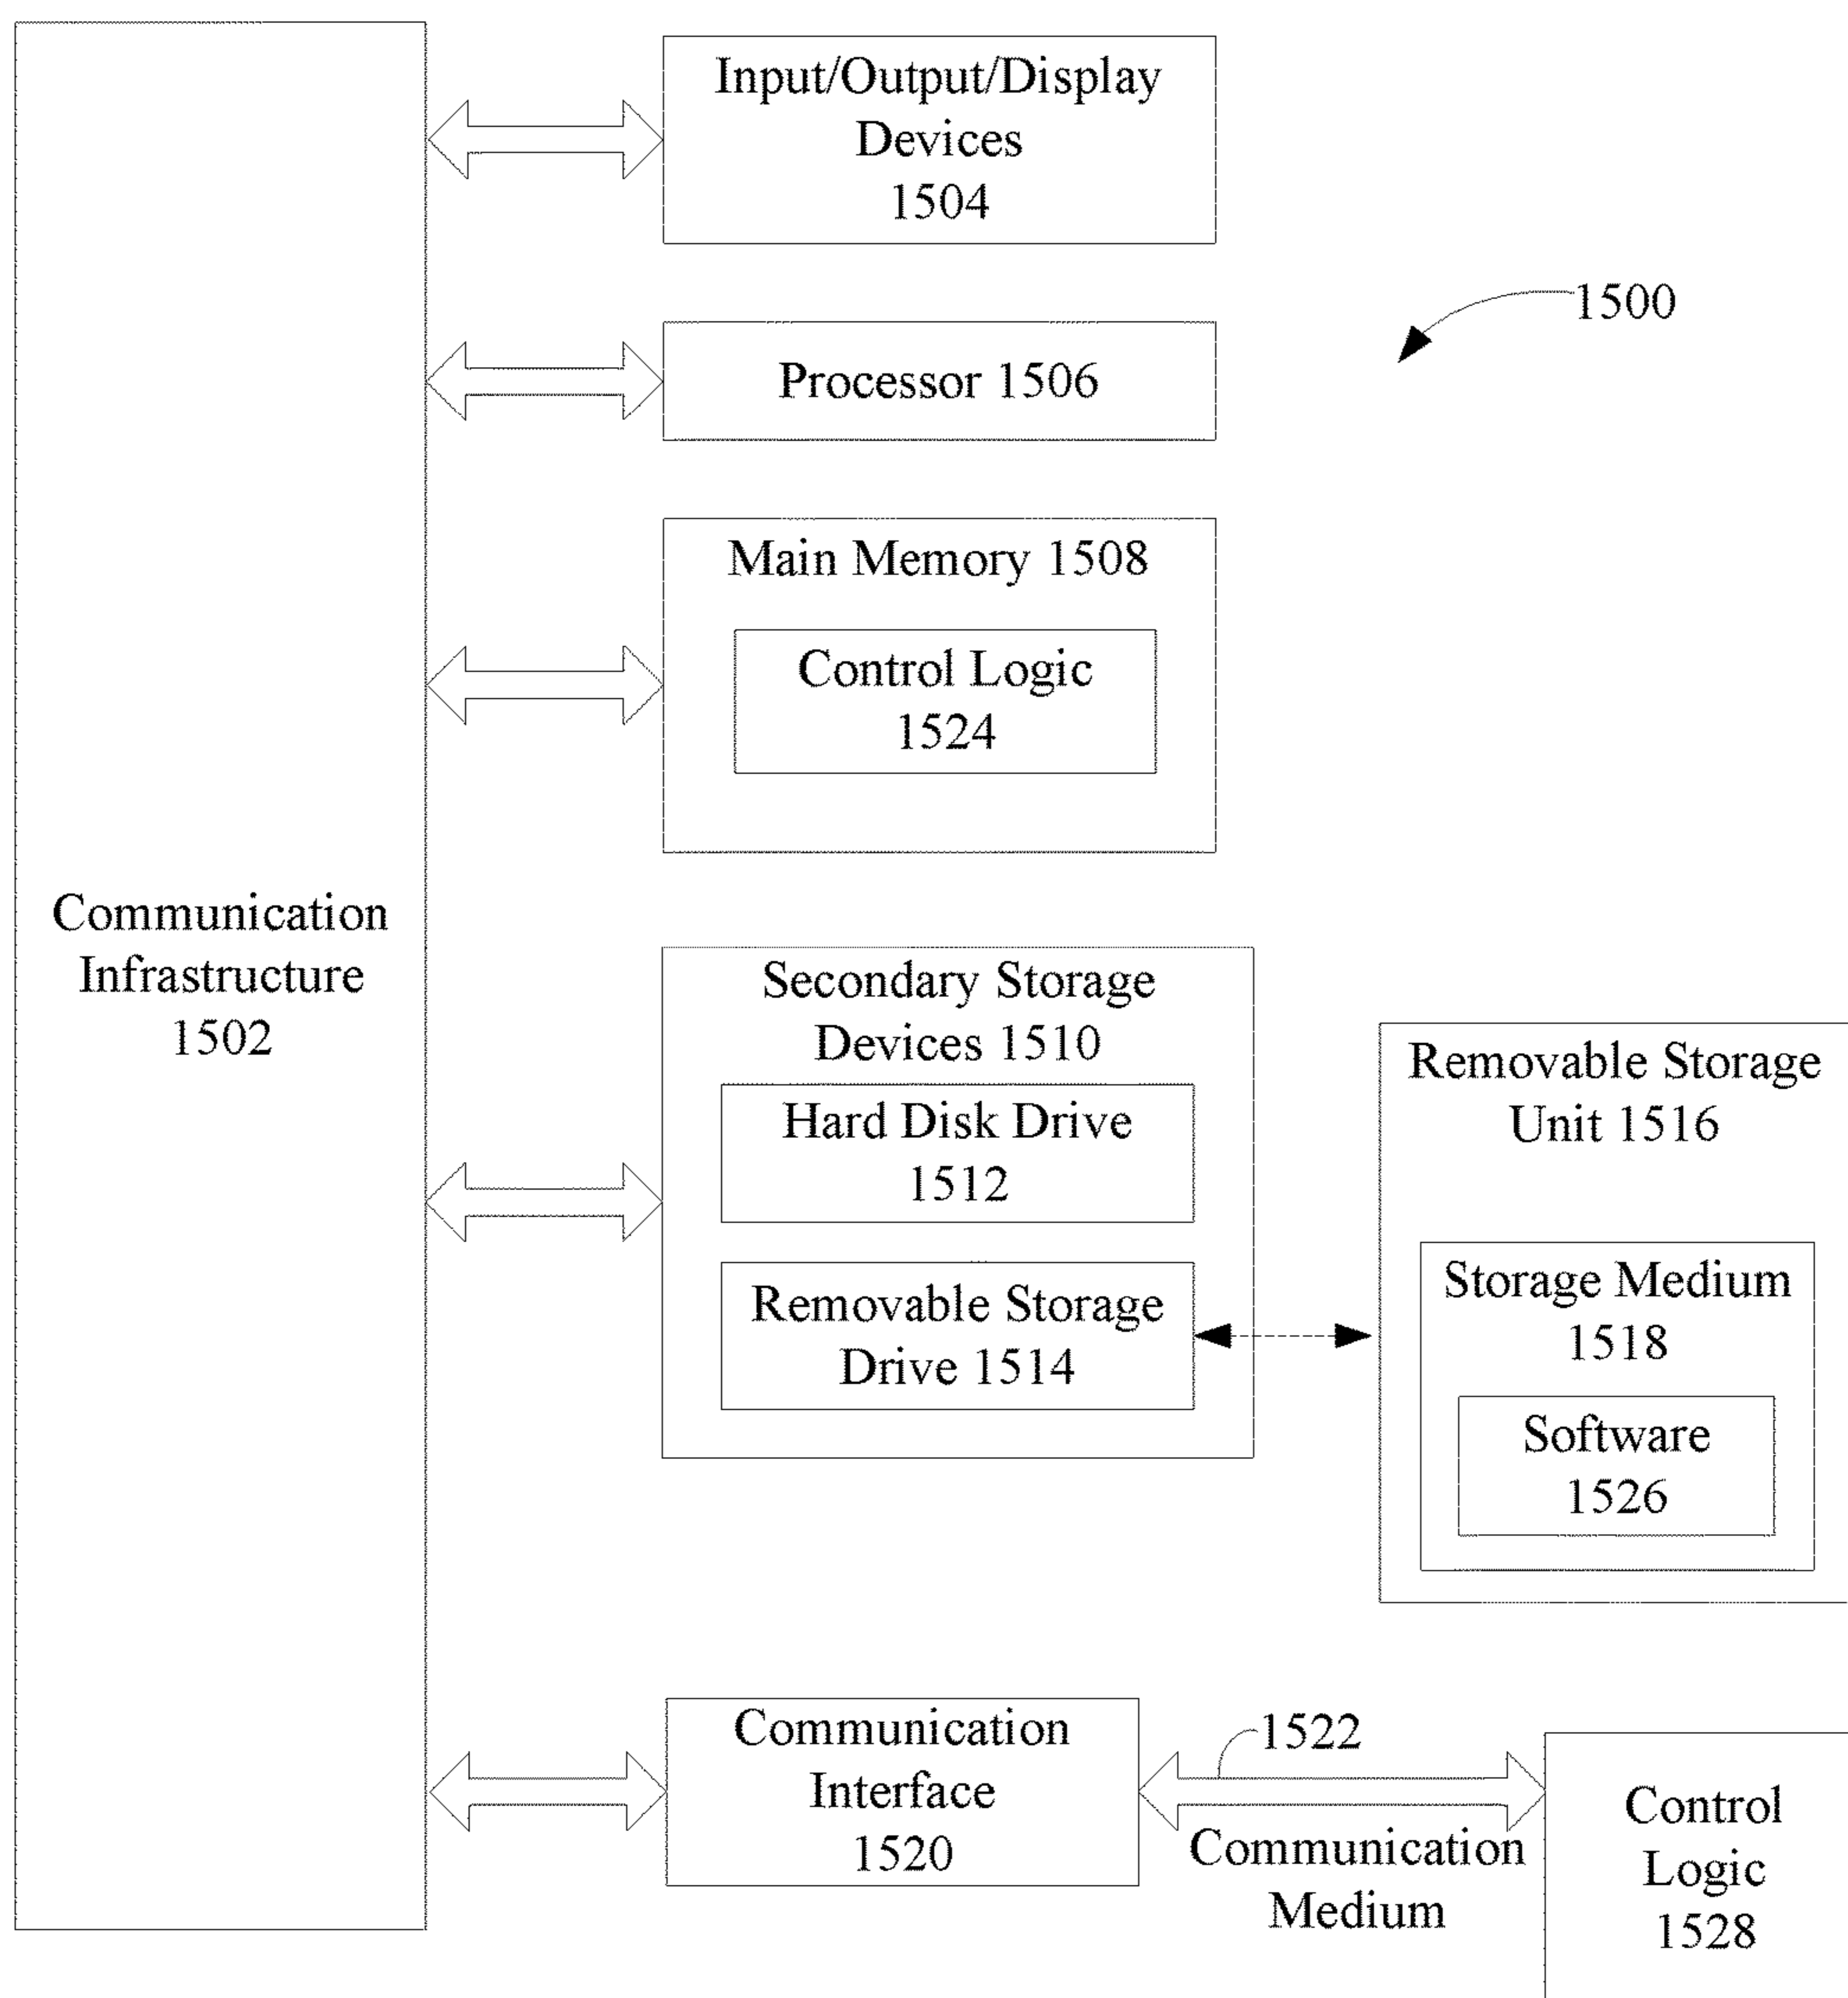 Input/Output/Display
Devices
1504
1500
Processor 1506
Main Memory 1508
Control Logic
1524
Communication
Infrastructure
1502
Secondary Storage
Devices 1510
Hard Disk Drive
1512
Removable Storage
Drive 1514
Removable Storage
Unit 1516
Storage Medium
1518
Software
1526
Communication
Interface
1520
1522
Communication
Medium
Control
Logic
1528